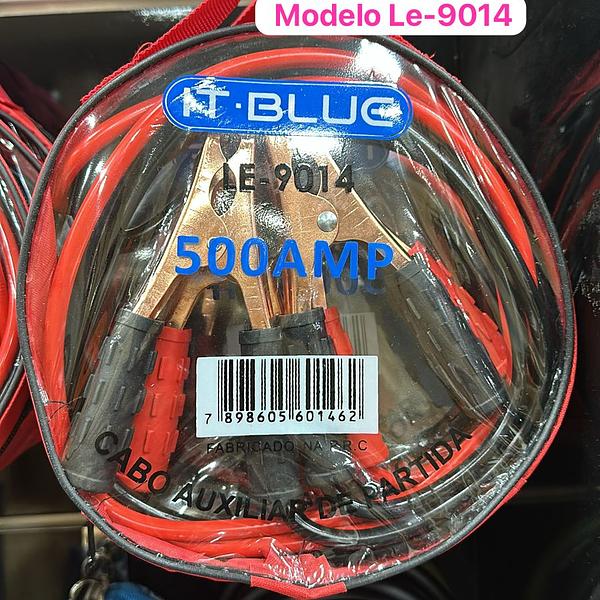 Modelo Le-9014
IT·BLUE
LE-9014
500AMP
7 898605 601462
FABRICADO NA P.R.C
CABO AUXILIAR DE PARTIDA